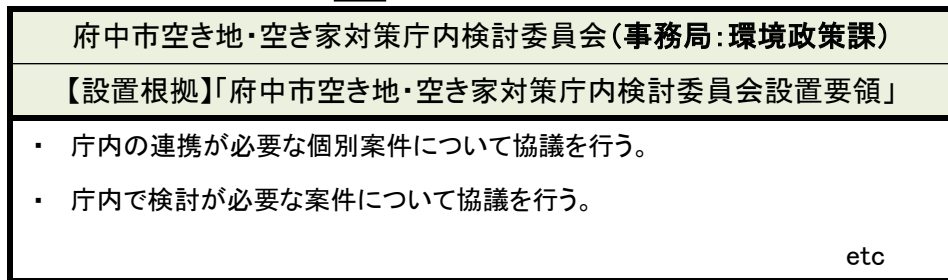 府中市空き地・空き家対策庁内検討委員会(事務局:環境政策課)
【設置根拠】「府中市空き地・空き家対策庁内検討委員会設置要領」
・ 庁内の連携が必要な個別案件について協議を行う。
・ 庁内で検討が必要な案件について協議を行う。
etc